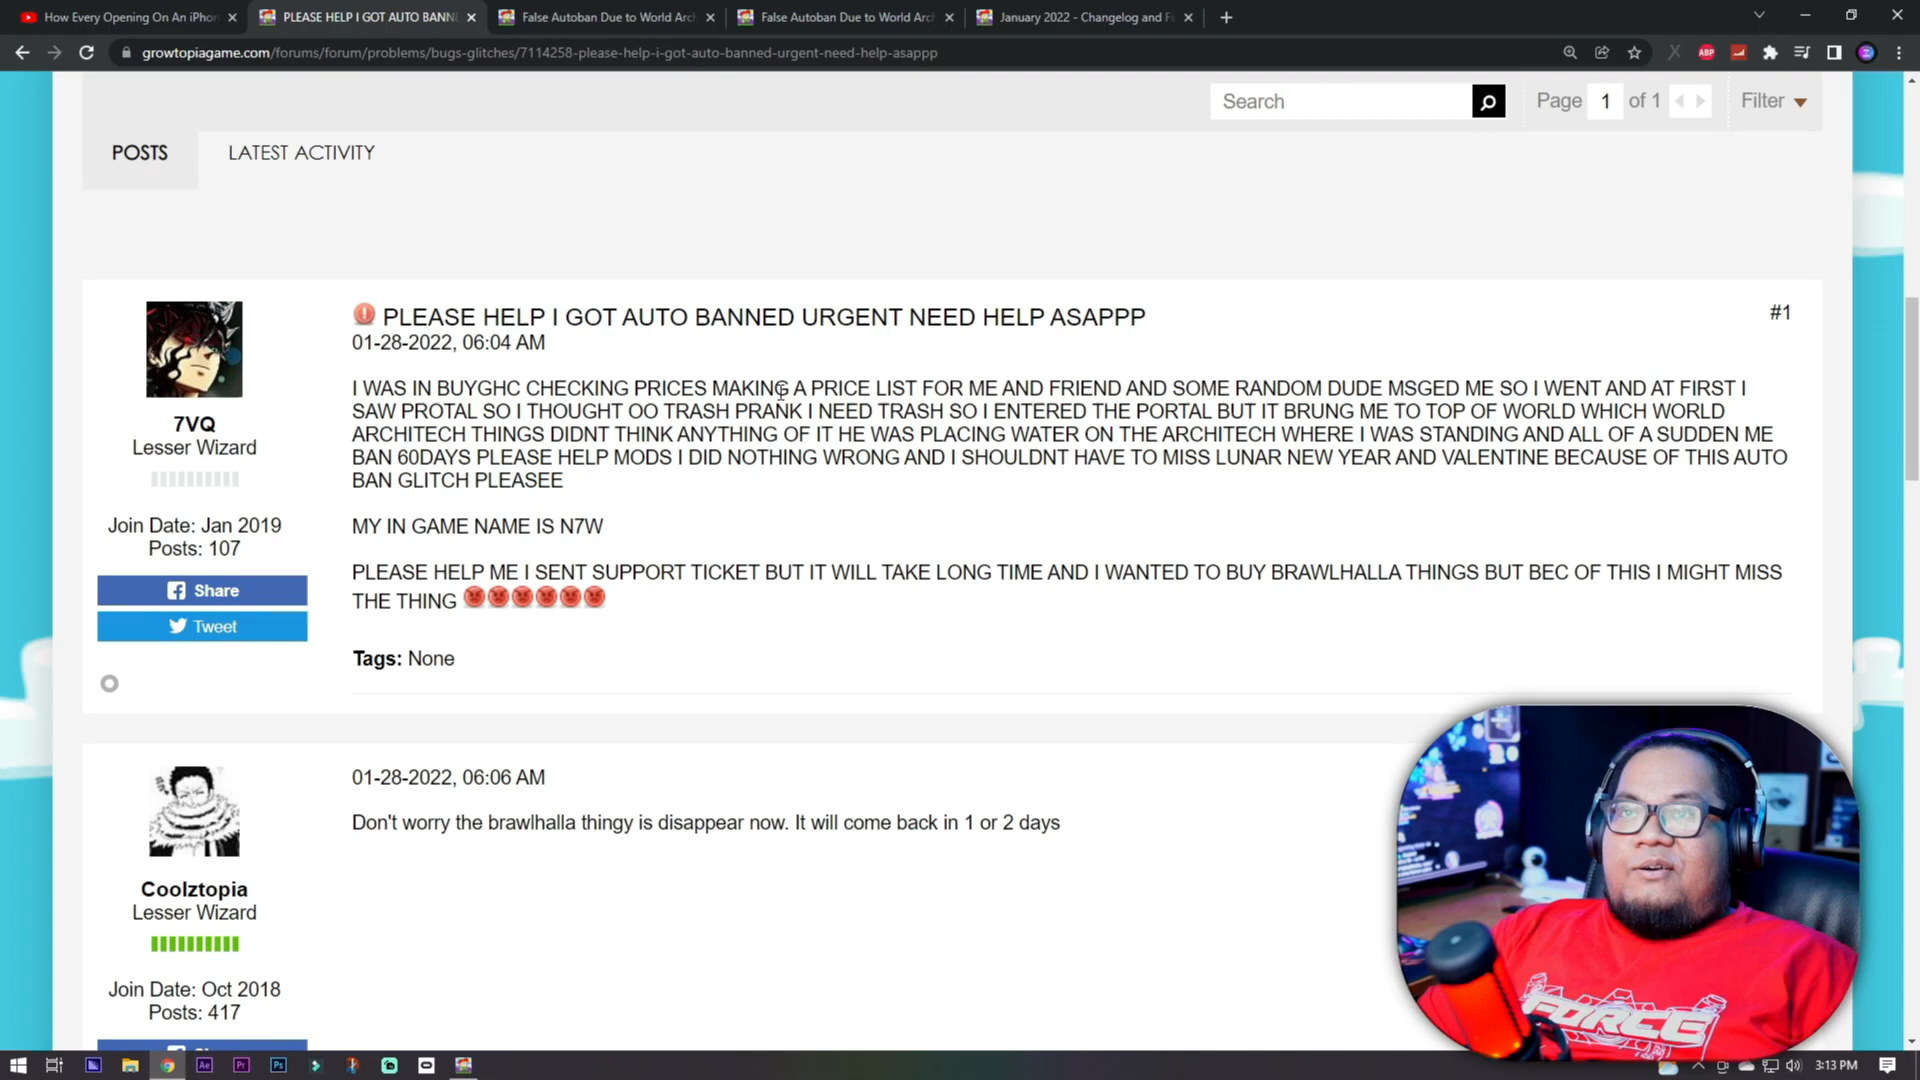 How Every Opening On An iPhon
PLEASE HELP I GOT AUTO BANN
False Autoban Due to World Arc
False Autoban Due to World Arc
January 2022 - Changelog and F
growtopiagame.com/forums/forum/problems/bugs-glitches/7114258-please-help-i-got-auto-banned-urgent-need-help-asappp
ABP
Search
Page 1 of 1
Filter
POSTS
LATEST ACTIVITY
7VQ
Lesser Wizard
Join Date: Jan 2019
Posts: 107
Share
Tweet
PLEASE HELP I GOT AUTO BANNED URGENT NEED HELP ASAPPP
#1
01-28-2022, 06:04 AM
I WAS IN BUYGHC CHECKING PRICES MAKING A PRICE LIST FOR ME AND FRIEND AND SOME RANDOM DUDE MSGED ME SO I WENT AND AT FIRST I
SAW PROTAL SO I THOUGHT OO TRASH PRANK I NEED TRASH SO I ENTERED THE PORTAL BUT IT BRUNG ME TO TOP OF WORLD WHICH WORLD
ARCHITECH THINGS DIDNT THINK ANYTHING OF IT HE WAS PLACING WATER ON THE ARCHITECH WHERE I WAS STANDING AND ALL OF A SUDDEN ME
BAN 60DAYS PLEASE HELP MODS I DID NOTHING WRONG AND I SHOULDNT HAVE TO MISS LUNAR NEW YEAR AND VALENTINE BECAUSE OF THIS AUTO
BAN GLITCH PLEASEE
MY IN GAME NAME IS N7W
PLEASE HELP ME I SENT SUPPORT TICKET BUT IT WILL TAKE LONG TIME AND I WANTED TO BUY BRAWLHALLA THINGS BUT BEC OF THIS I MIGHT MISS
THE THING
Tags: None
Coolztopia
Lesser Wizard
Join Date: Oct 2018
Posts: 417
01-28-2022, 06:06 AM
Don't worry the brawlhalla thingy is disappear now. It will come back in 1 or 2 days
FORCE
Ae
Pr
Ps
3:13 PM